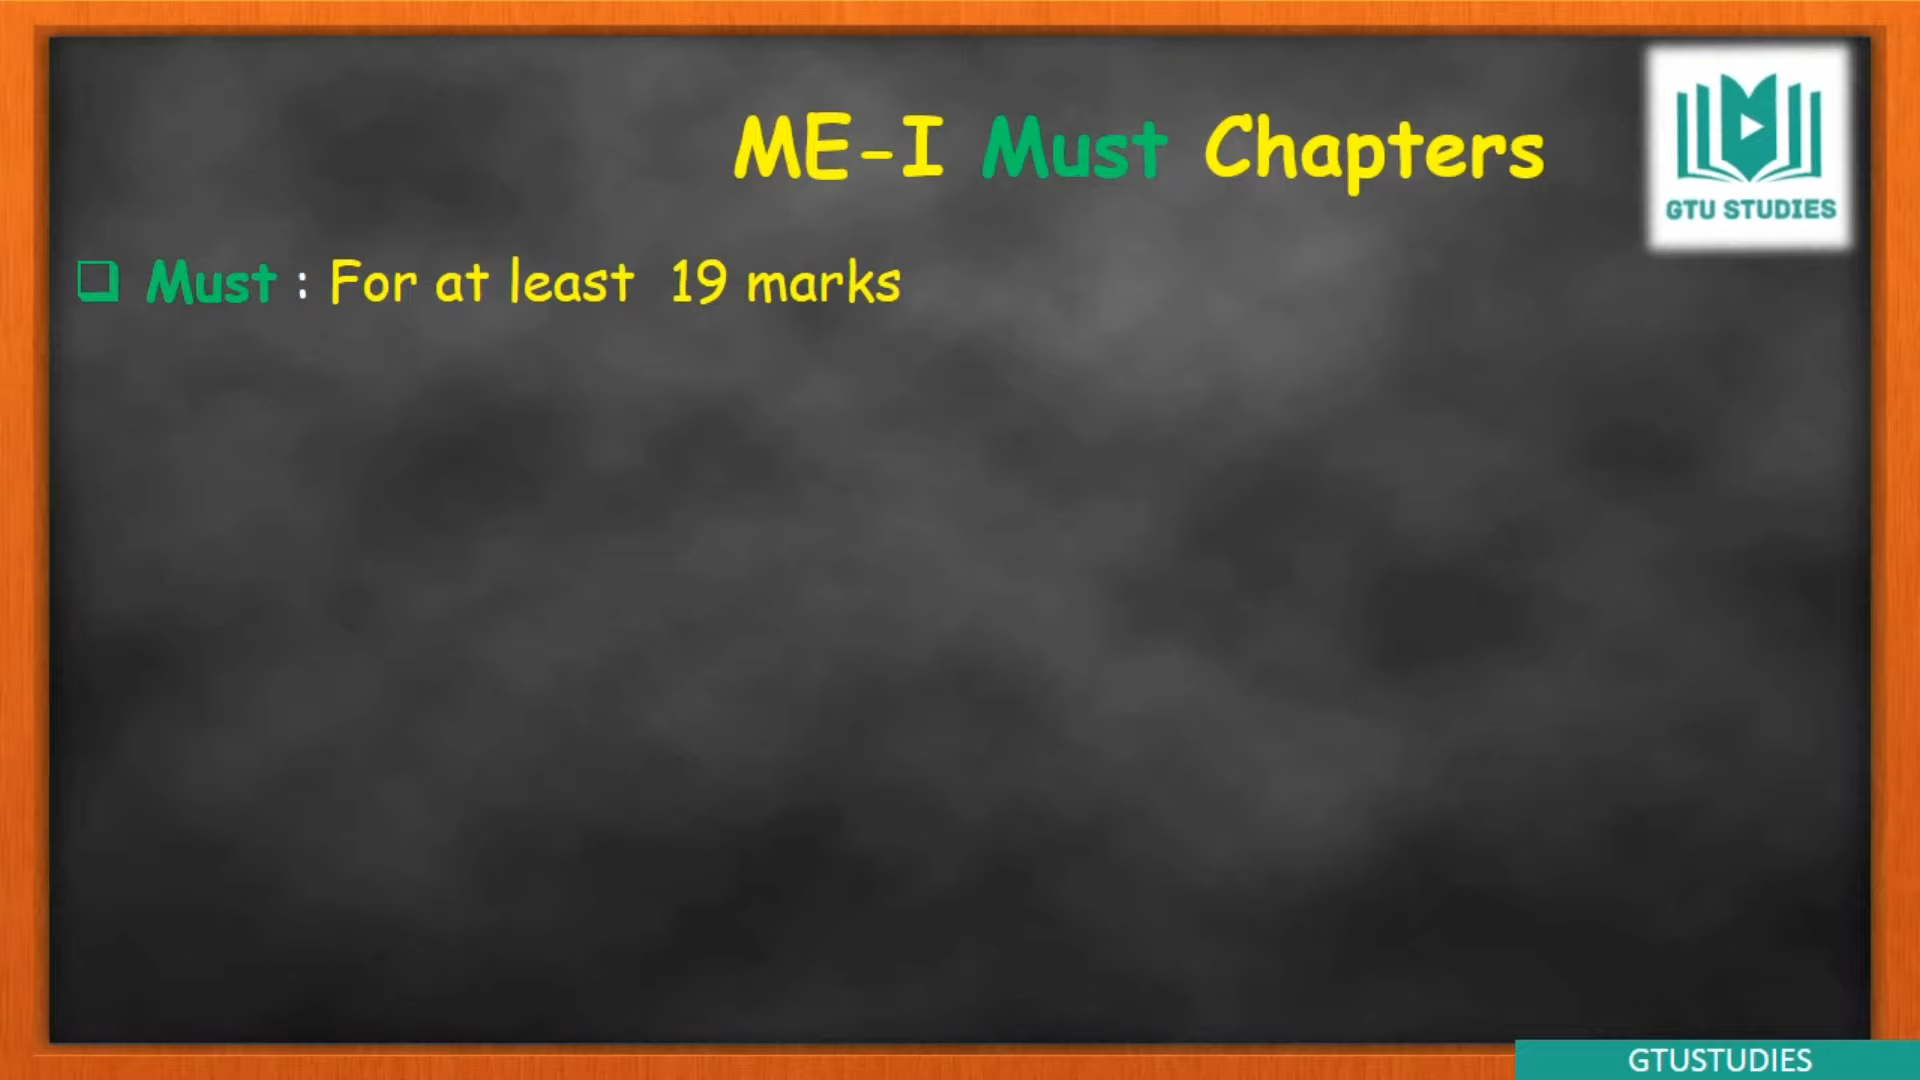 ME-I Must Chapters
GTU STUDIES
❑ Must : For at least 19 marks
GTUSTUDIES